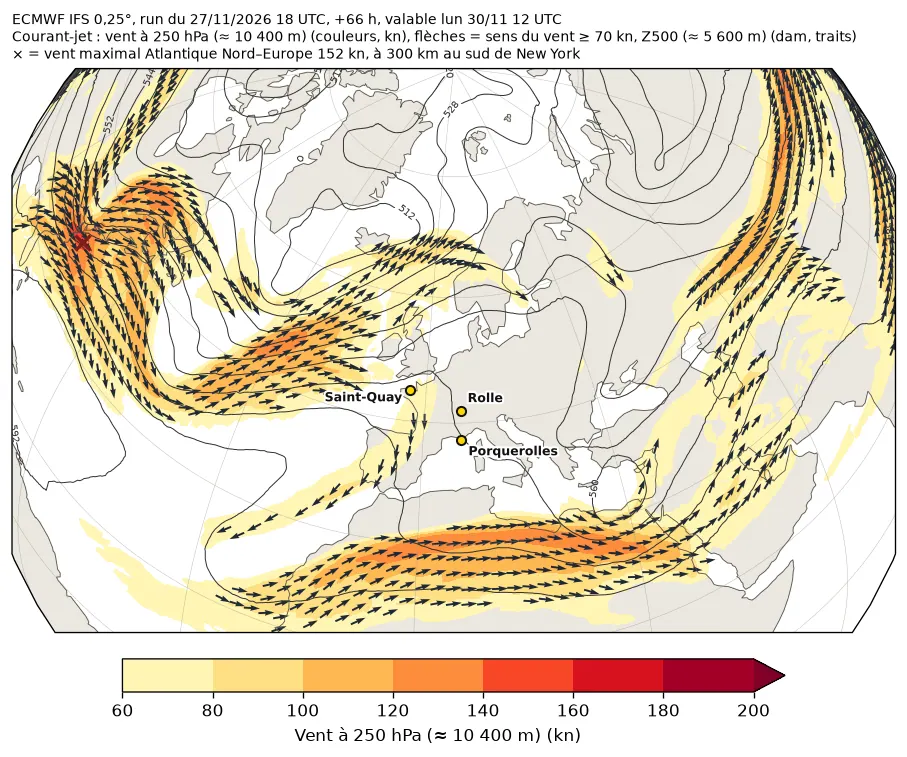 ECMWF IFS 0,25°, run du 27/11/2026 18 UTC, +66 h, valable lun 30/11 12 UTC
Courant-jet : vent à 250 hPa (≈ 10 400 m) (couleurs, kn), flèches = sens du vent ≥ 70 kn, Z500 (≈ 5 600 m) (dam, traits)
× = vent maximal Atlantique Nord–Europe 152 kn, à 300 km au sud de New York
544
552
528
512
Saint-Quay
Rolle
Porquerolles
592
560
60 80 100 120 140 160 180 200
Vent à 250 hPa (≈ 10 400 m) (kn)